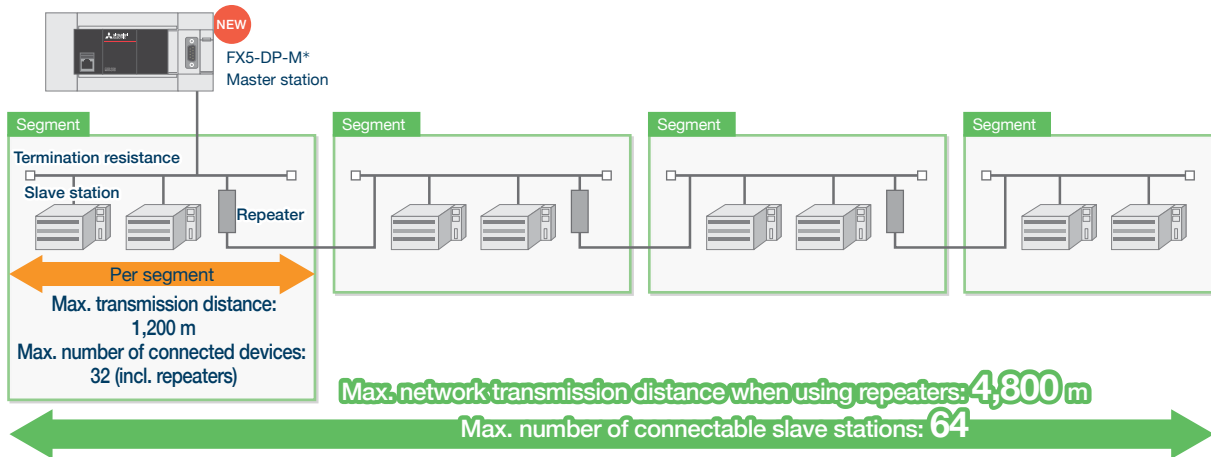 NEW
FX5-DP-M*
Master station
Segment
Segment
Segment
Segment
Termination resistance
Slave station
Repeater
Per segment
Max. transmission distance:
1,200 m
Max. number of connected devices:
32 (incl. repeaters)
Max. network transmission distance when using repeaters: 4,800 m
Max. number of connectable slave stations: 64